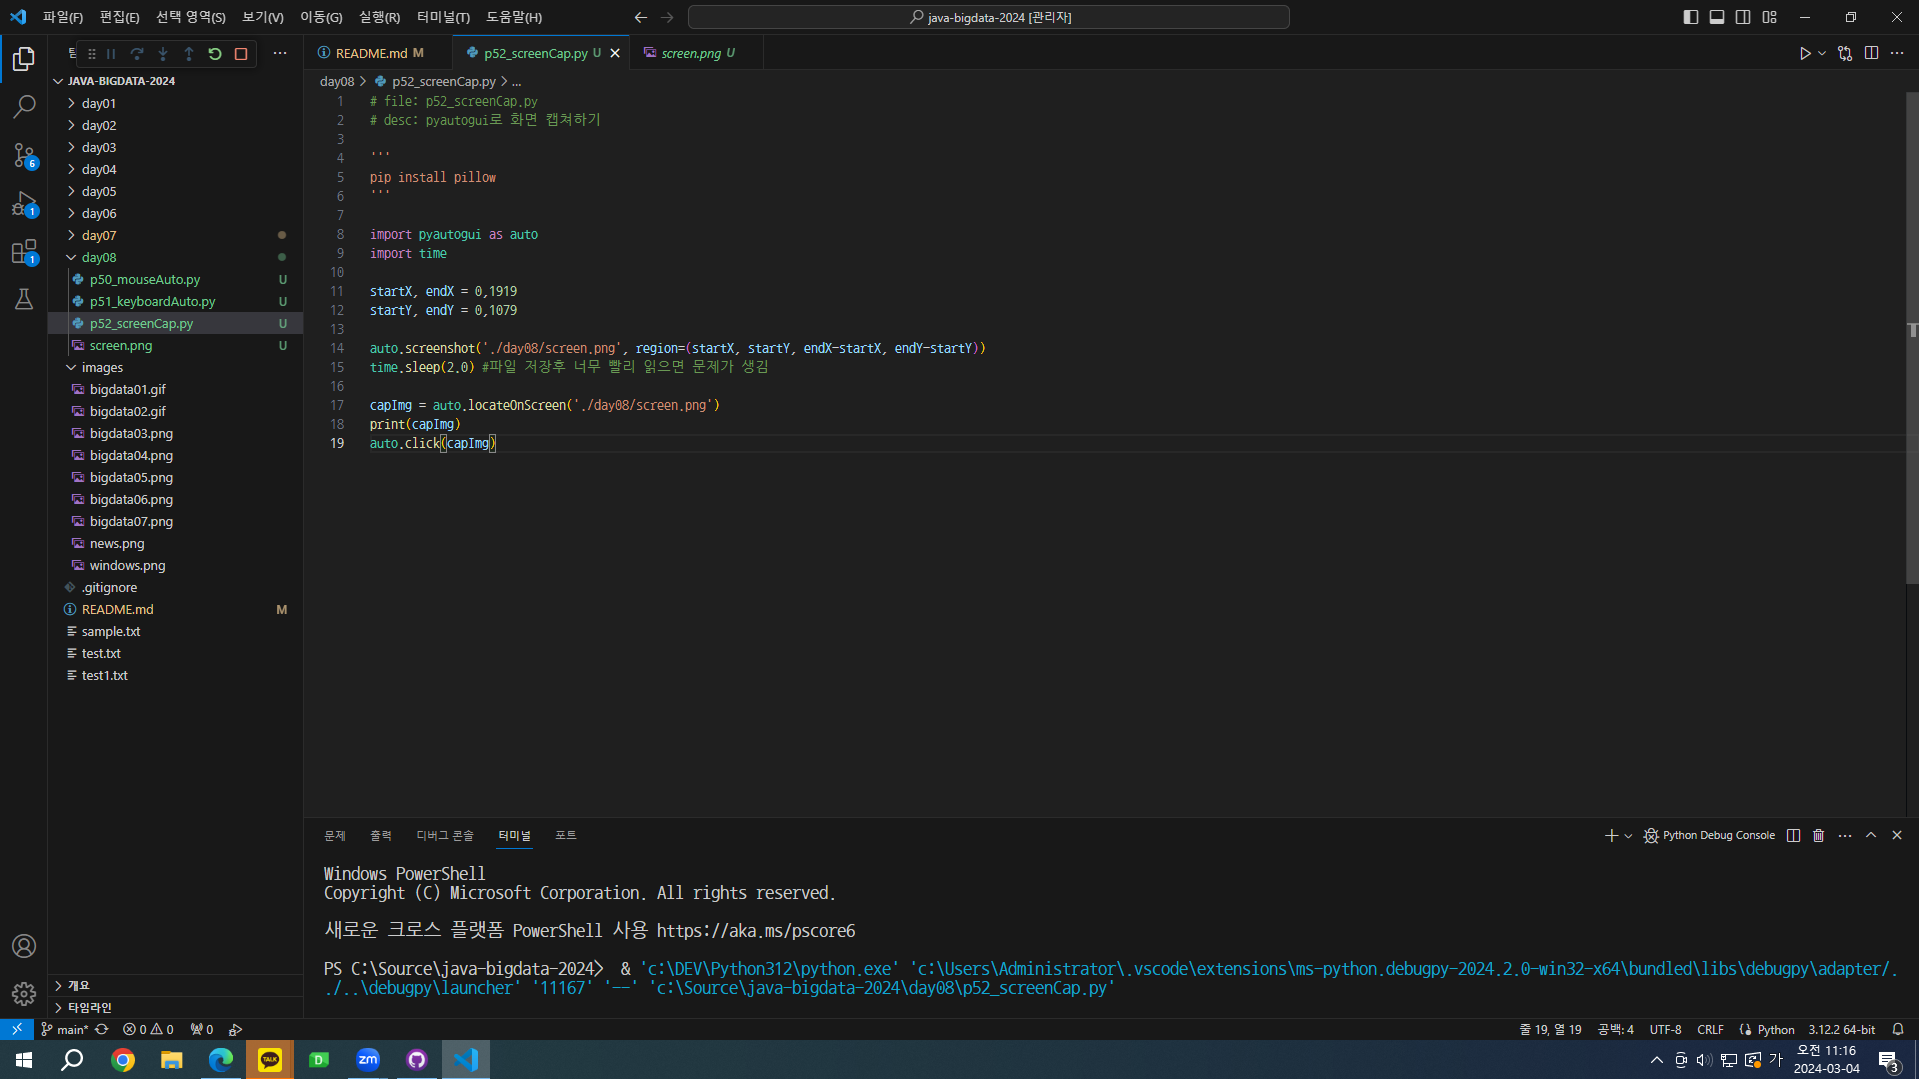 파일(F) 편집(E) 선택 영역(S) 보기(V) 이동(G) 실행(R) 터미널(T) 도움말(H)
java-bigdata-2024 [관리자]
README.md M
p52_screenCap.py U
screen.png U
day08 > p52_screenCap.py > ...
JAVA-BIGDATA-2024
day01
day02
day03
day04
day05
day06
day07
day08
p50_mouseAuto.py U
p51_keyboardAuto.py U
p52_screenCap.py U
screen.png U
images
bigdata01.gif
bigdata02.gif
bigdata03.png
bigdata04.png
bigdata05.png
bigdata06.png
bigdata07.png
news.png
windows.png
.gitignore
README.md M
sample.txt
test.txt
test1.txt
개요
타임라인
6
1
1
1 # file: p52_screenCap.py
2 # desc: pyautogui로 화면 캡쳐하기
3
4 '''
5 pip install pillow
6 '''
7
8 import pyautogui as auto
9 import time
10
11 startX, endX = 0,1919
12 startY, endY = 0,1079
13
14 auto.screenshot('./day08/screen.png', region=(startX, startY, endX-startX, endY-startY))
15 time.sleep(2.0) #파일 저장후 너무 빨리 읽으면 문제가 생김
16
17 capImg = auto.locateOnScreen('./day08/screen.png')
18 print(capImg)
19 auto.click(capImg)
문제 출력 디버그 콘솔 터미널 포트
Python Debug Console
Windows PowerShell
Copyright (C) Microsoft Corporation. All rights reserved.
새로운 크로스 플랫폼 PowerShell 사용 https://aka.ms/pscore6
PS C:\Source\java-bigdata-2024> & 'c:\DEV\Python312\python.exe' 'c:\Users\Administrator\.vscode\extensions\ms-python.debugpy-2024.2.0-win32-x64\bundled\libs\debugpy\adapter/.
./..\debugpy\launcher' '11167' '--' 'c:\Source\java-bigdata-2024\day08\p52_screenCap.py'
main* 0 0 0
줄 19, 열 19 공백: 4 UTF-8 CRLF Python 3.12.2 64-bit
TALK
D
zm
가
오전 11:16
2024-03-04
3